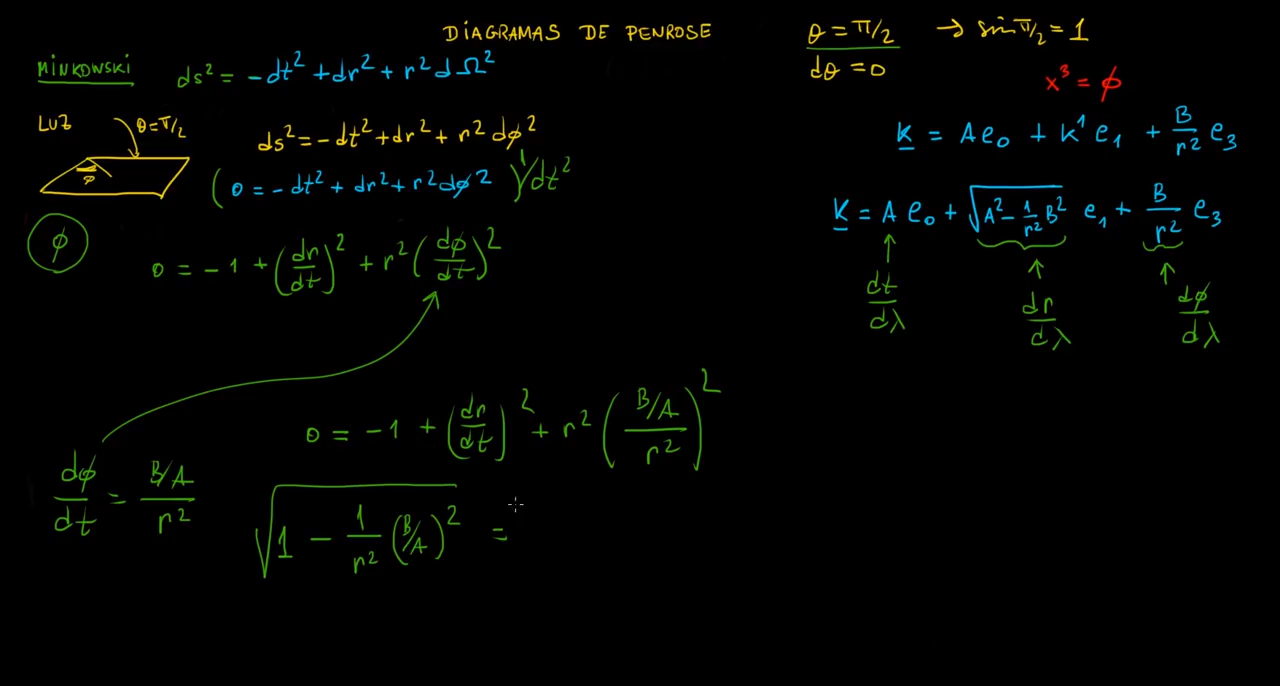 DIAGRAMAS DE PENROSE
θ = π/2 → sin π/2 = 1
dθ = 0
x³ = ϕ
MINKOWSKI ds² = -dt² + dr² + r² dΩ²
LUZ θ = π/2
ds² = -dt² + dr² + r² dϕ²
(0 = -dt² + dr² + r² dϕ²) 1/dt²
ϕ
0 = -1 + (dr/dt)² + r² (dϕ/dt)²
K = A e₀ + k¹ e₁ + B/r² e₃
K = A e₀ + √(A² - 1/r² B²) e₁ + B/r² e₃
dt/dλ dr/dλ dϕ/dλ
0 = -1 + (dr/dt)² + r² ((B/A)/r²)²
dϕ/dt = (B/A)/r²
√(1 - 1/r² (B/A)²) =